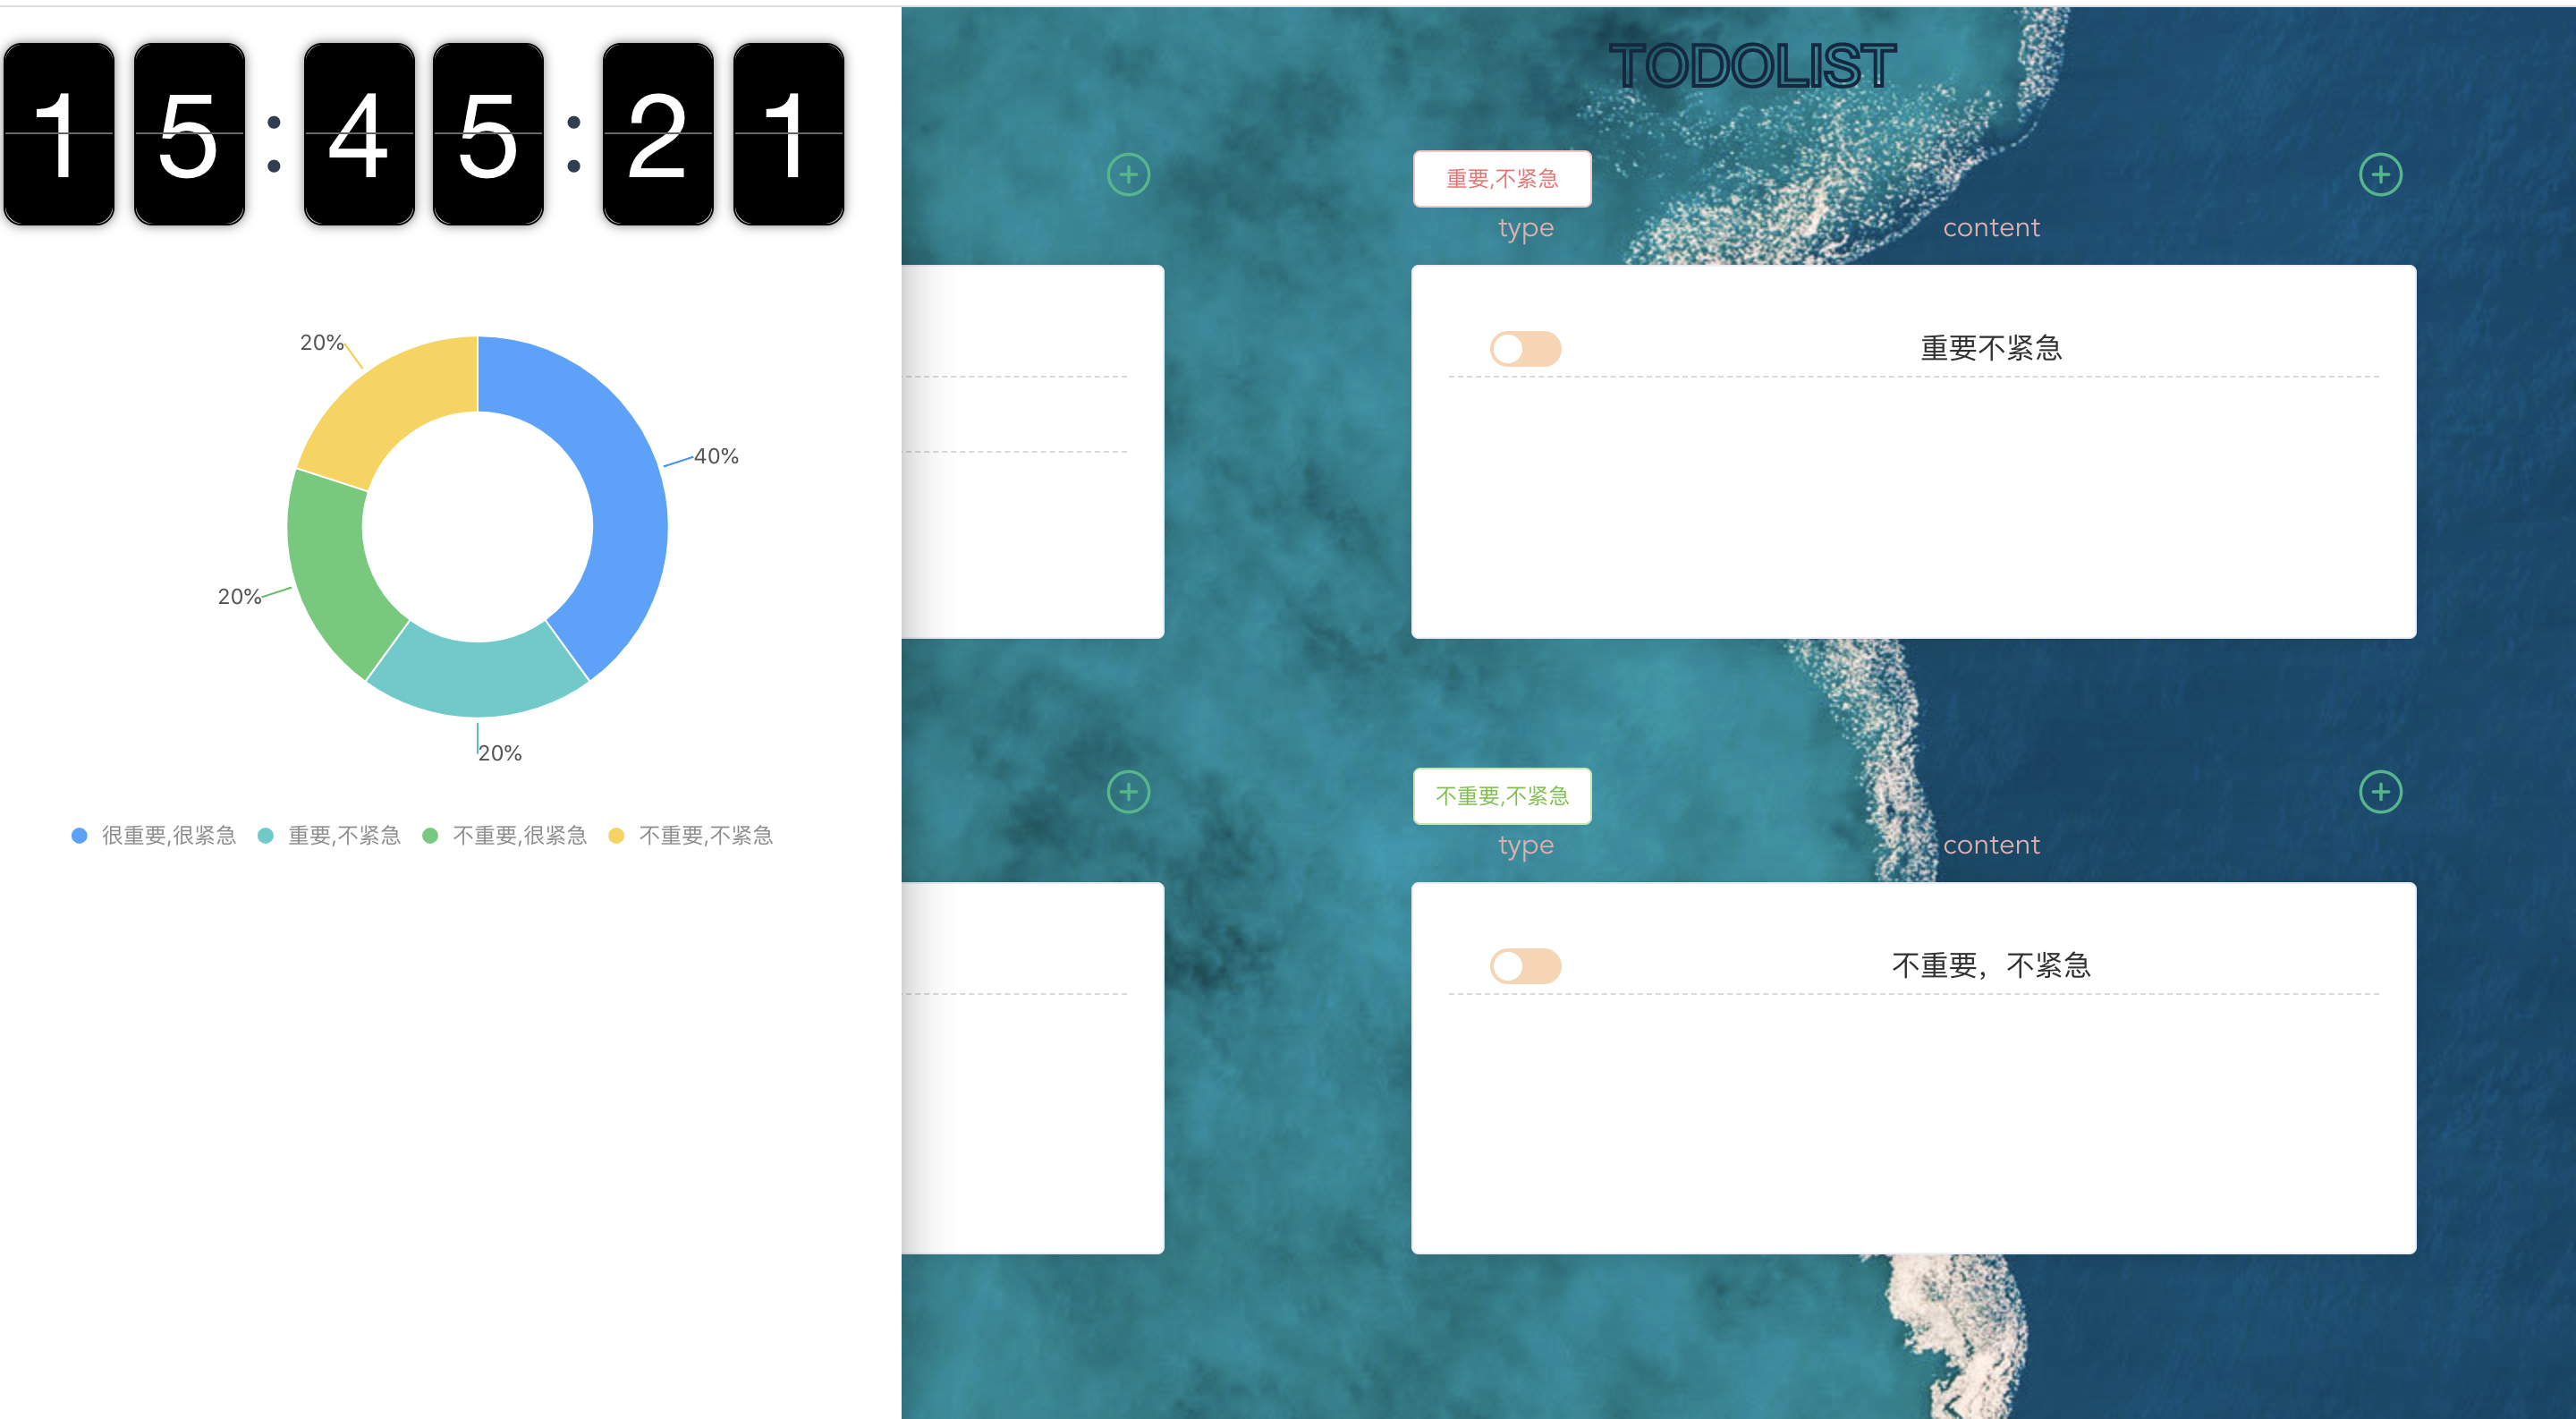 15:45:21
20%
40%
20%
20%
很重要,很紧急 重要,不紧急 不重要,很紧急 不重要,不紧急
TODOLIST
重要,不紧急
type content
重要不紧急
不重要,不紧急
type content
不重要，不紧急